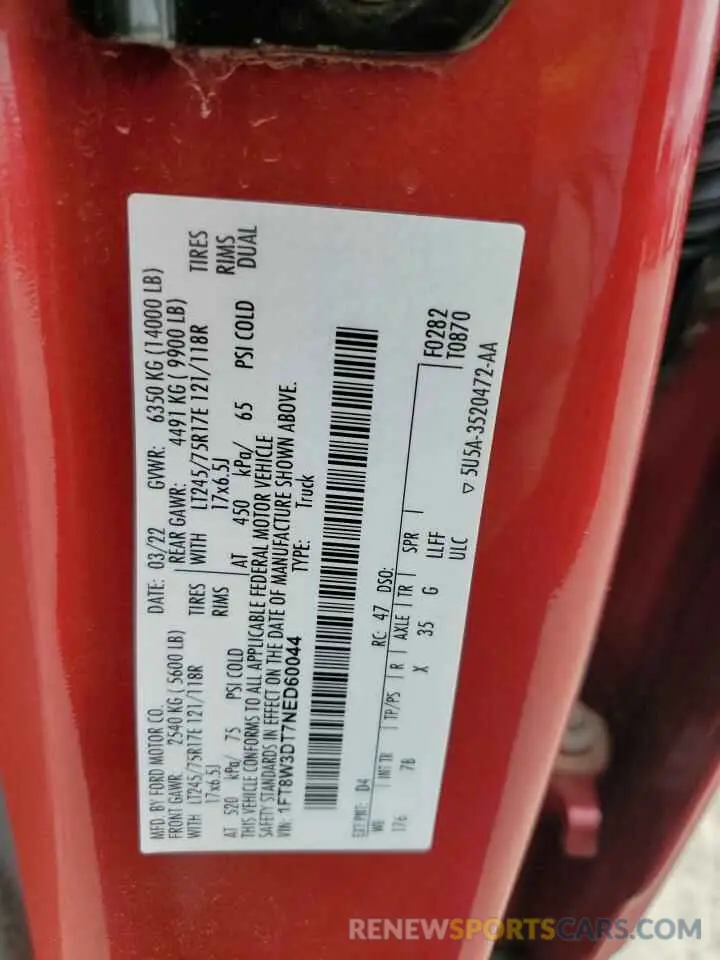 MFD. BY FORD MOTOR CO.
DATE: 03/22 GVWR: 6350 KG (14000 LB)
FRONT GAWR: 2540 KG (5600 LB) REAR GAWR: 4491 KG ( 9900 LB)
WITH LT245/75R17E 121/118R TIRES WITH LT245/75R17E 121/118R TIRES
17x6.5J RIMS 17x6.5J RIMS
AT 520 kPa/ 75 PSI COLD AT 450 kPa/ 65 PSI COLD DUAL
THIS VEHICLE CONFORMS TO ALL APPLICABLE FEDERAL MOTOR VEHICLE
SAFETY STANDARDS IN EFFECT ON THE DATE OF MANUFACTURE SHOWN ABOVE.
VIN: 1FT8W3DT7NED60044 TYPE: Truck
F0282
T0870
EXT PNT: D4 RC: 47 DSO:
WB INT TR TP/PS R AXLE TR SPR
176 7B X 35 G LLFF
ULC
▽ 5U5A-3520472-AA
RENEWSPORTSCARS.COM